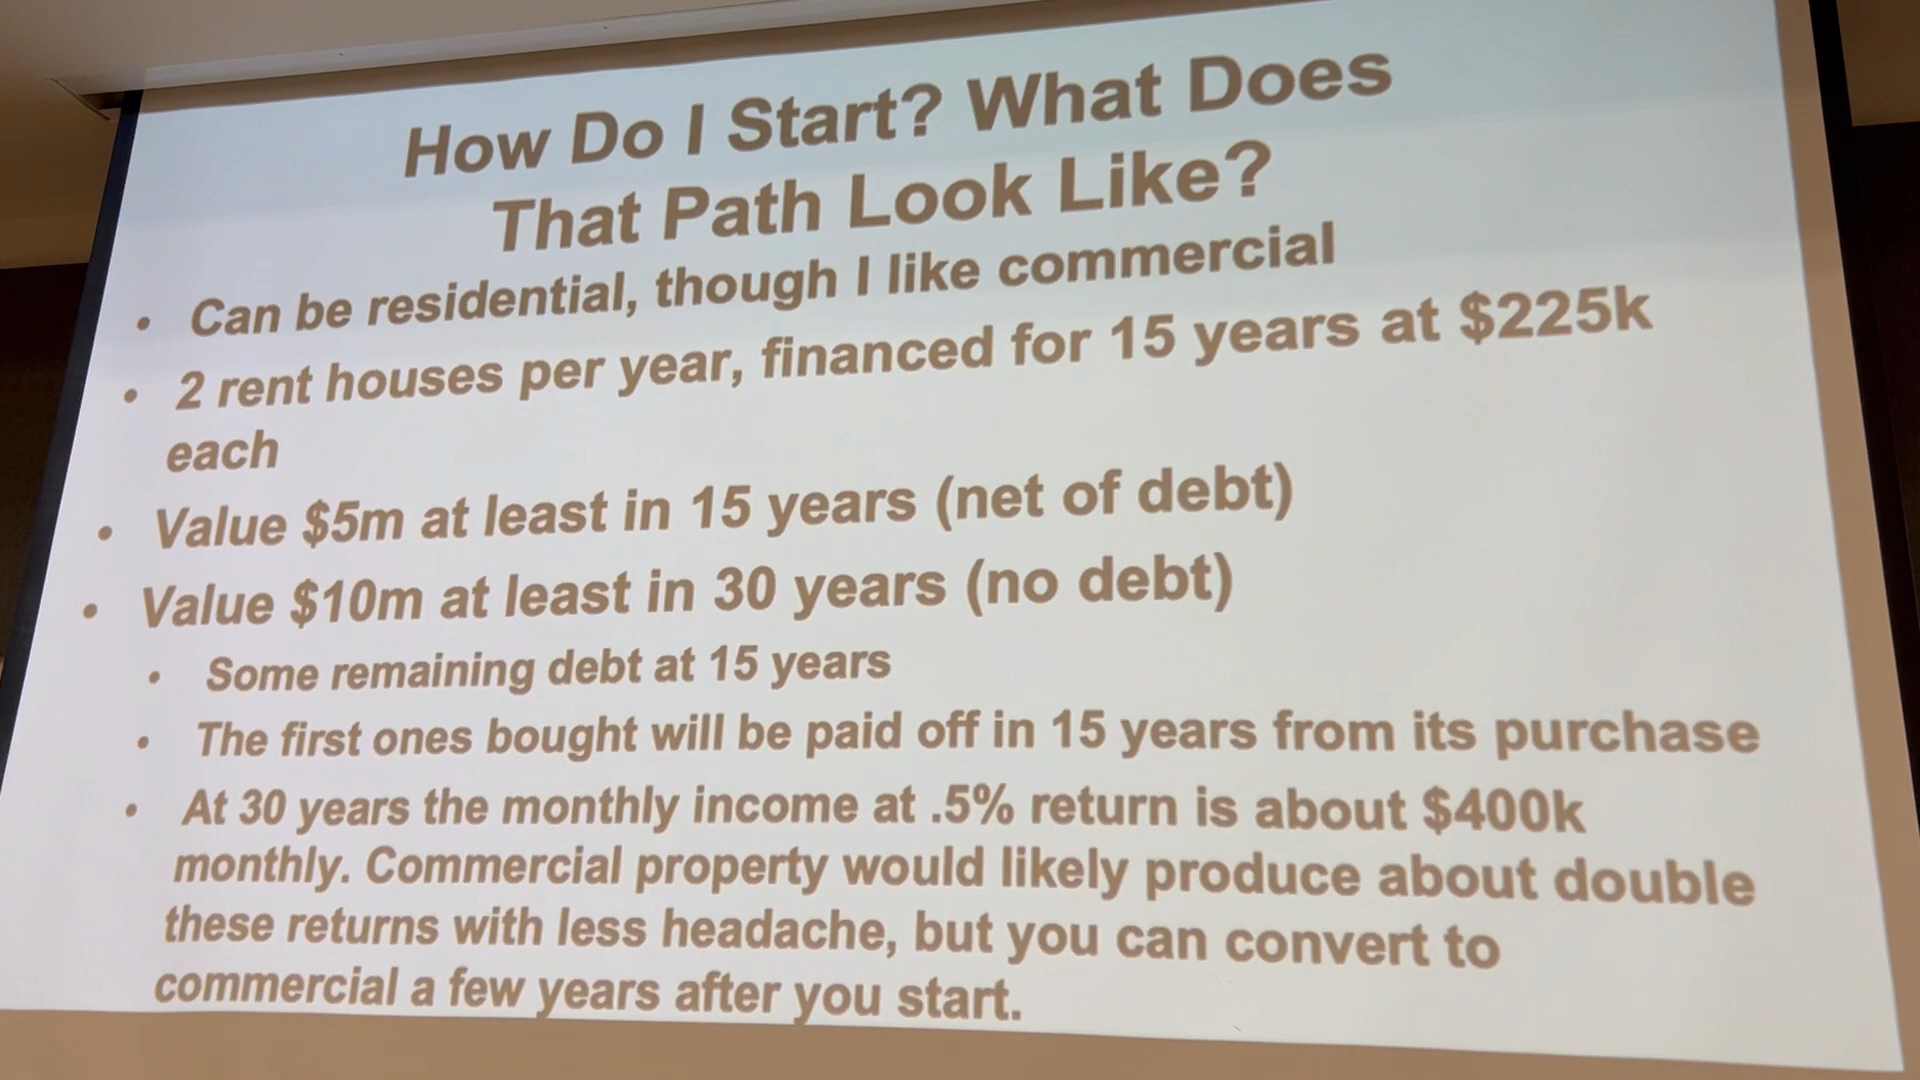 How Do I Start? What Does
That Path Look Like?
• Can be residential, though I like commercial
• 2 rent houses per year, financed for 15 years at $225k
each
• Value $5m at least in 15 years (net of debt)
• Value $10m at least in 30 years (no debt)
• Some remaining debt at 15 years
• The first ones bought will be paid off in 15 years from its purchase
• At 30 years the monthly income at .5% return is about $400k
monthly. Commercial property would likely produce about double
these returns with less headache, but you can convert to
commercial a few years after you start.